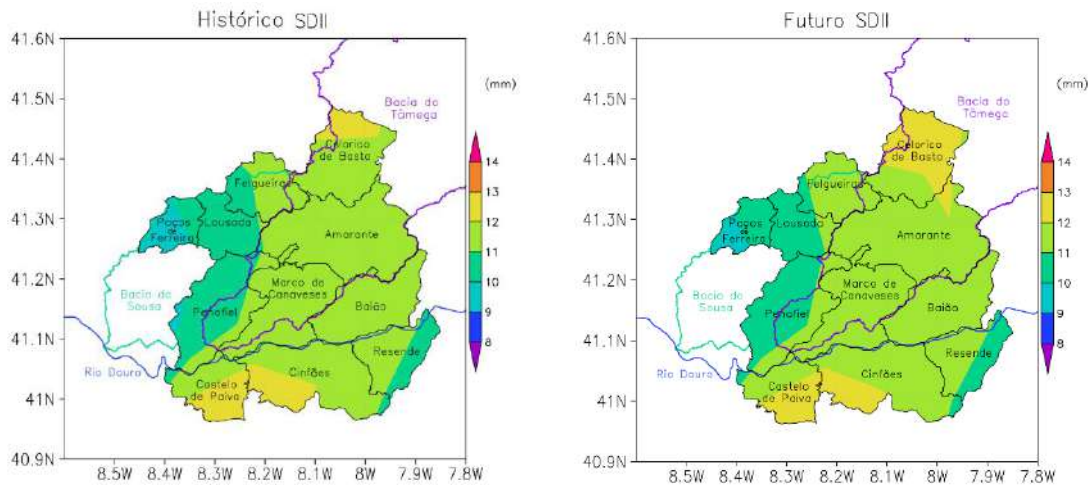 Histórico SDII
41.6N
41.5N
41.4N
41.3N
41.2N
41.1N
41N
40.9N
8.5W 8.4W 8.3W 8.2W 8.1W 8W 7.9W 7.8W
(mm)
14
13
12
11
10
9
8
Bacia do
Tâmega
Celorico
de Basta
Felgueiras
Lousada
Paços
de
Ferreira
Amarante
Marco de
Canaveses
Bacia do
Sousa
Penafiel
Baião
Resende
Rio Douro
Cinfães
Castelo
de Paiva
Futuro SDII
41.6N
41.5N
41.4N
41.3N
41.2N
41.1N
41N
40.9N
8.5W 8.4W 8.3W 8.2W 8.1W 8W 7.9W 7.8W
(mm)
14
13
12
11
10
9
8
Bacia do
Tâmega
Celorico
de Basta
Felgueiras
Lousada
Paços
de
Ferreira
Amarante
Marco de
Canaveses
Bacia do
Sousa
Penafiel
Baião
Resende
Rio Douro
Cinfães
Castelo
de Paiva